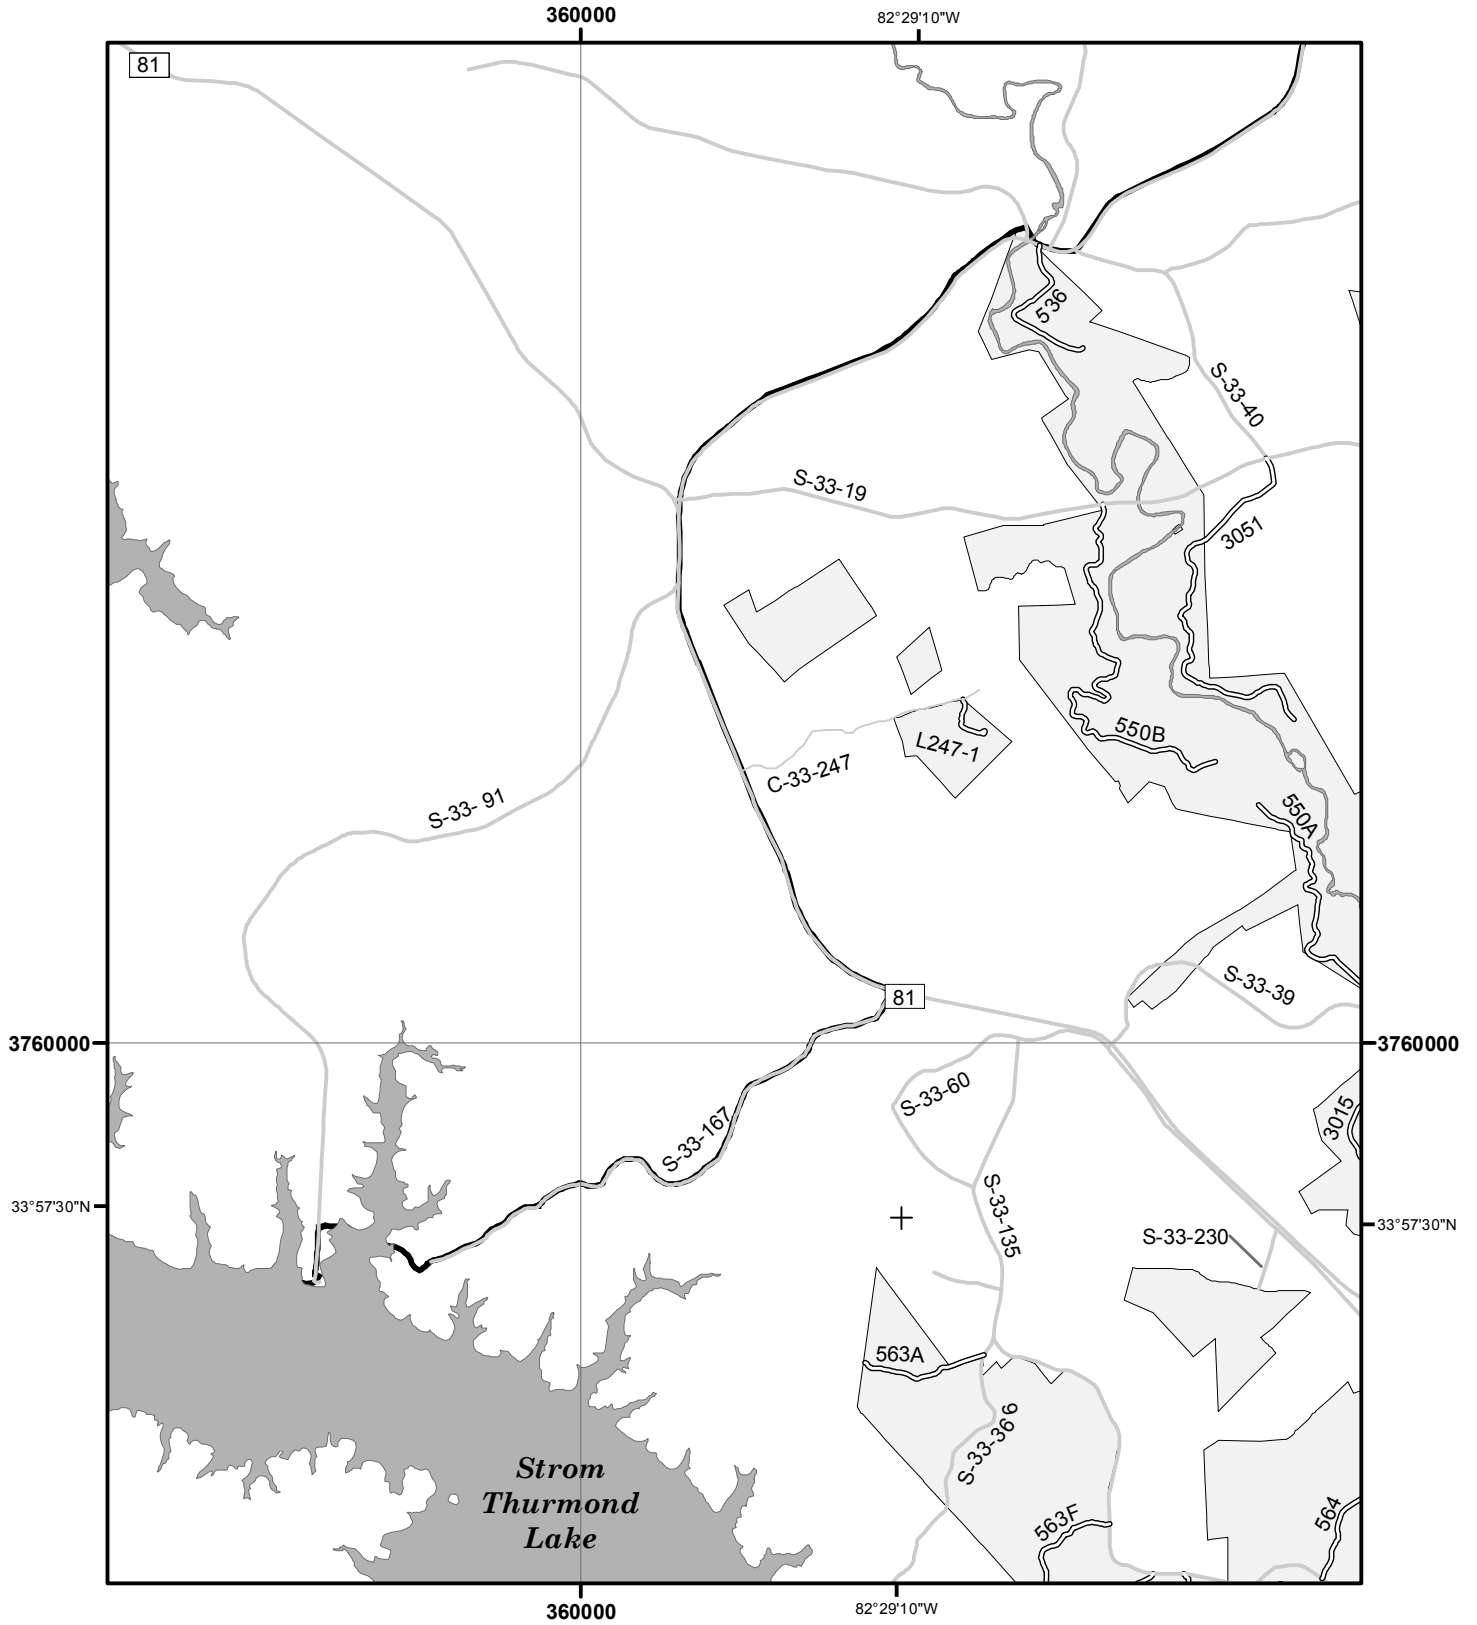 360000
82°29'10"W
81
536
S-33-40
S-33-19
3051
550B
L247-1
C-33-247
S-33- 91
550A
S-33-39
81
3760000
3760000
S-33-60
3015
S-33-167
33°57'30"N
S-33-135
33°57'30"N
S-33-230
563A
S-33-36 9
Strom
Thurmond
Lake
563F
564
360000
82°29'10"W